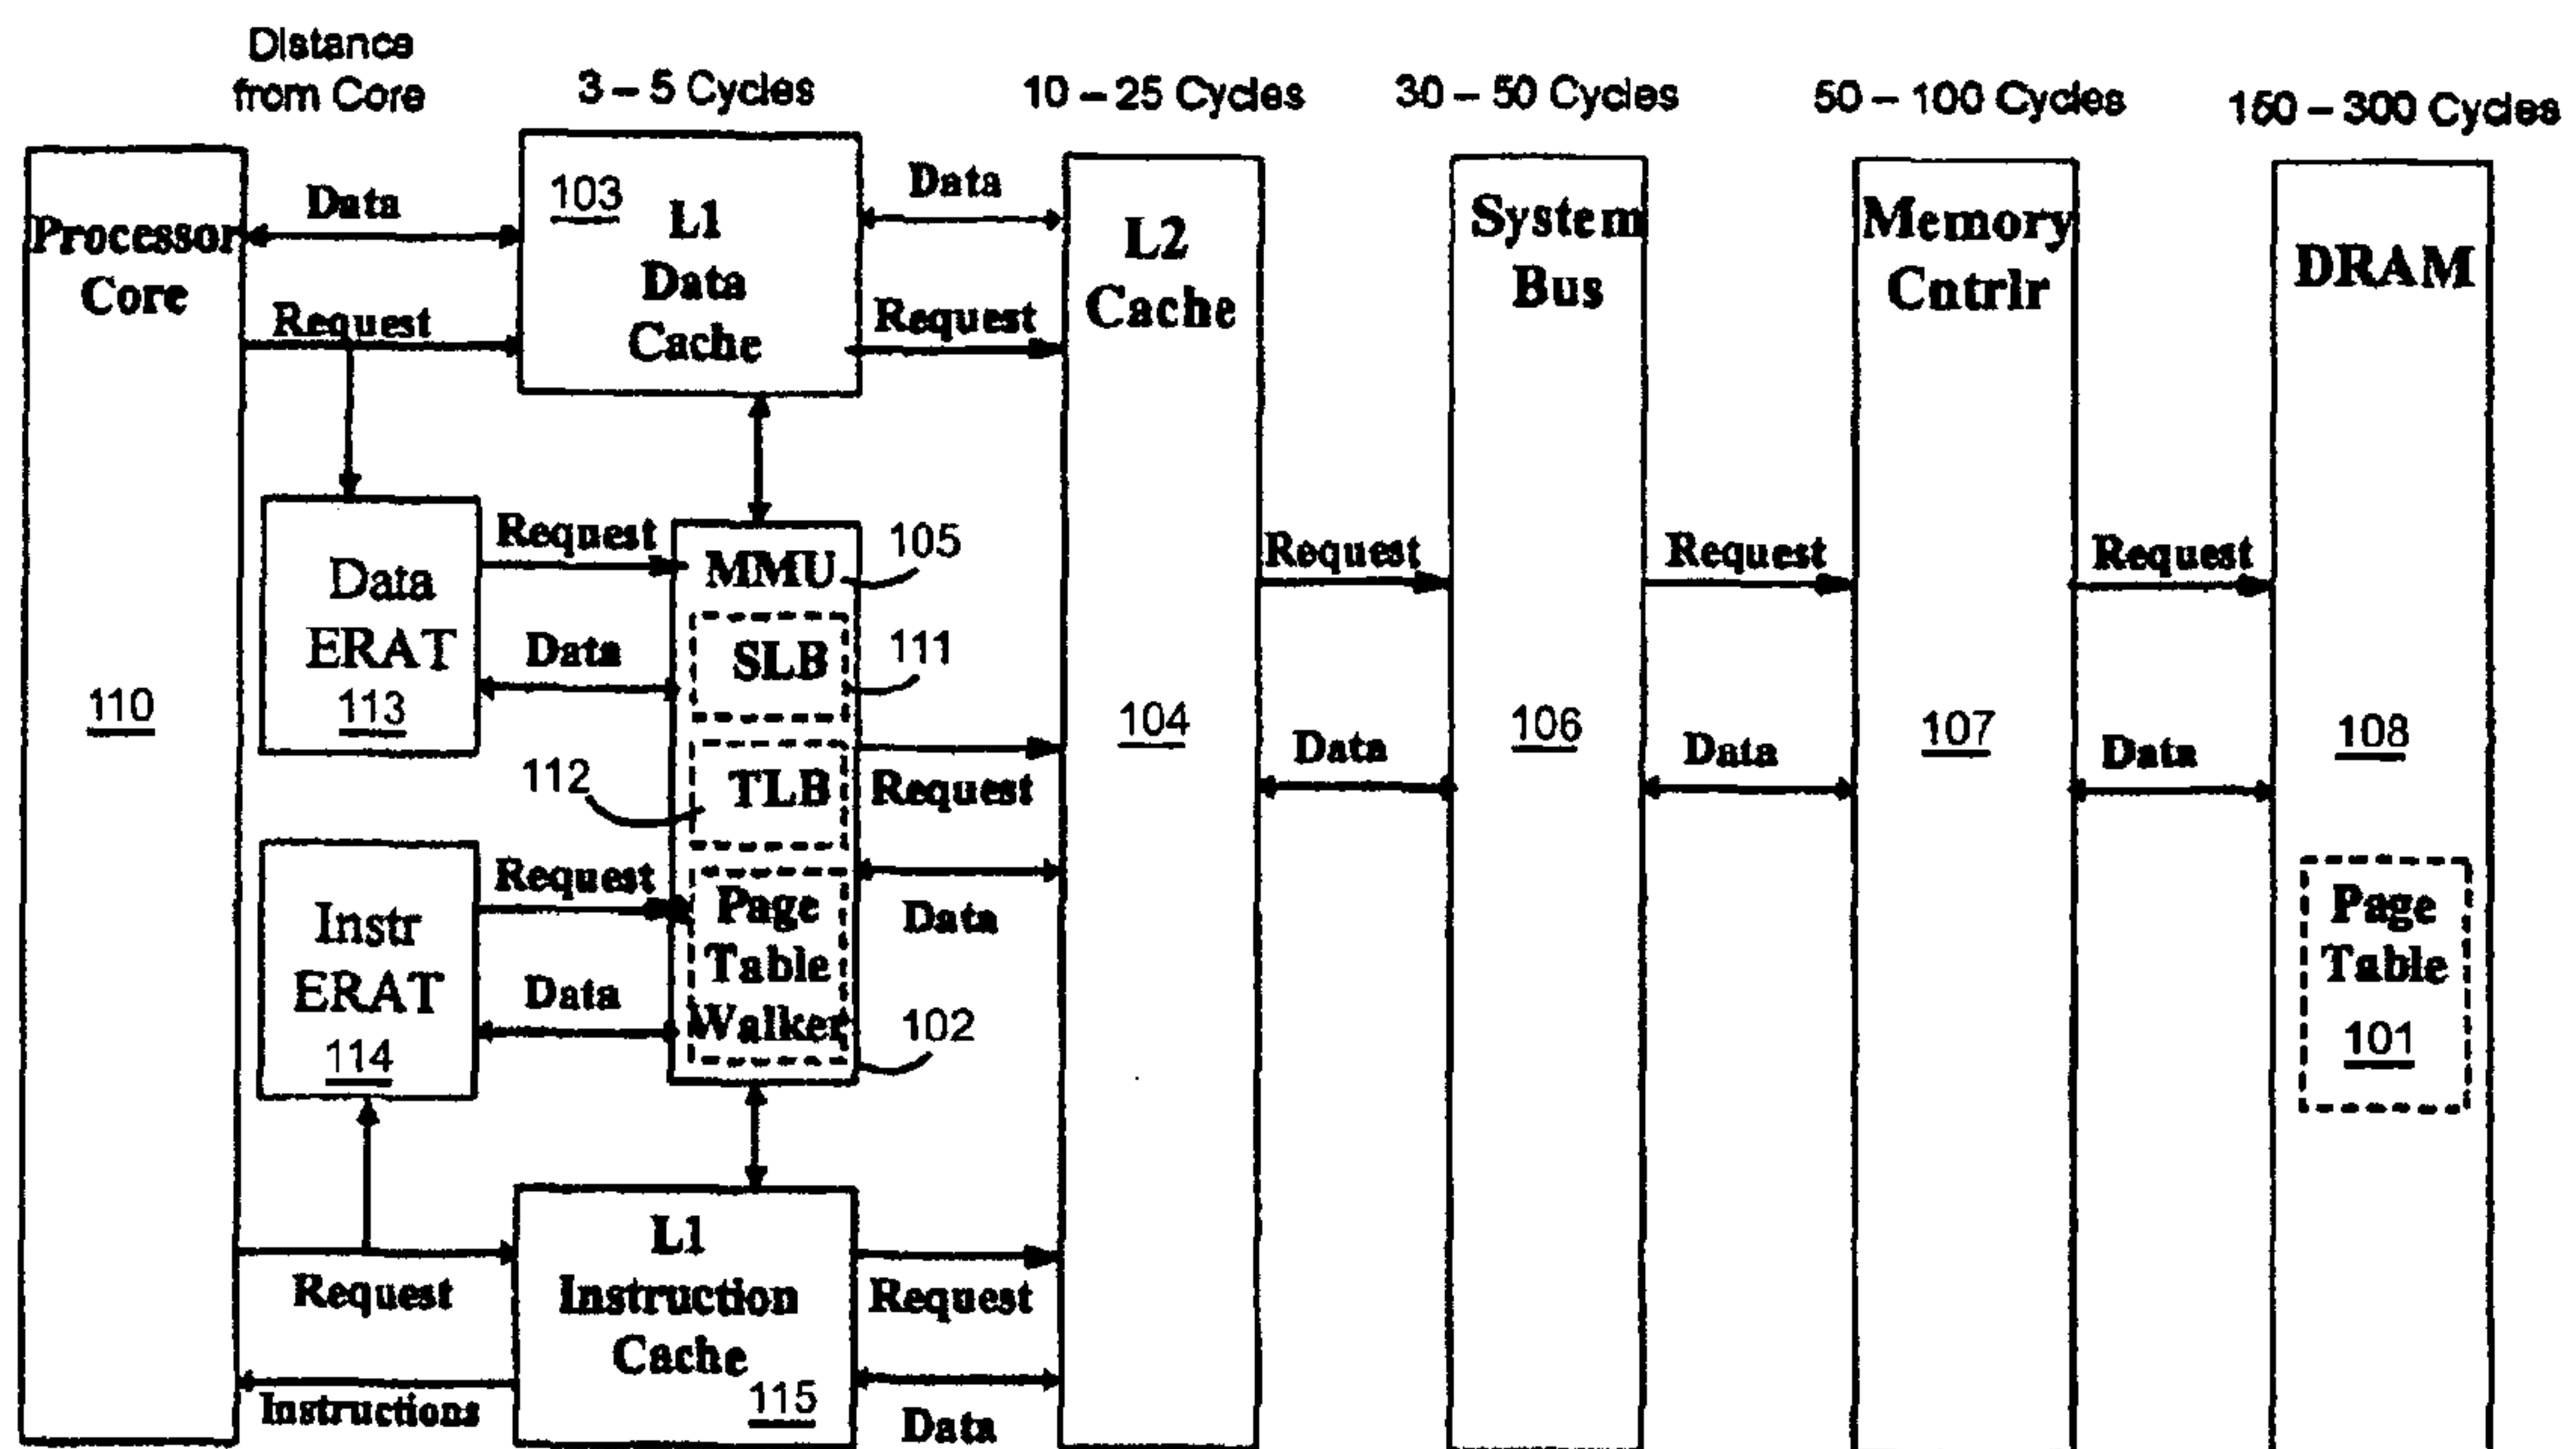 Distance
from Core
3 – 5 Cycles
10 – 25 Cycles
30 – 50 Cycles
50 – 100 Cycles
150 – 300 Cycles
Processor
Core
110
Data
Request
103
L1
Data
Cache
Data
Request
Data
ERAT
113
Request
Data
MMU
105
SLB
111
TLB
112
Page
Table
Walker
102
Request
Data
Instr
ERAT
114
Request
Data
Request
Instructions
L1
Instruction
Cache
115
Request
Data
L2
Cache
104
Request
Data
System
Bus
106
Request
Data
Memory
Cntrlr
107
Request
Data
DRAM
108
Page
Table
101